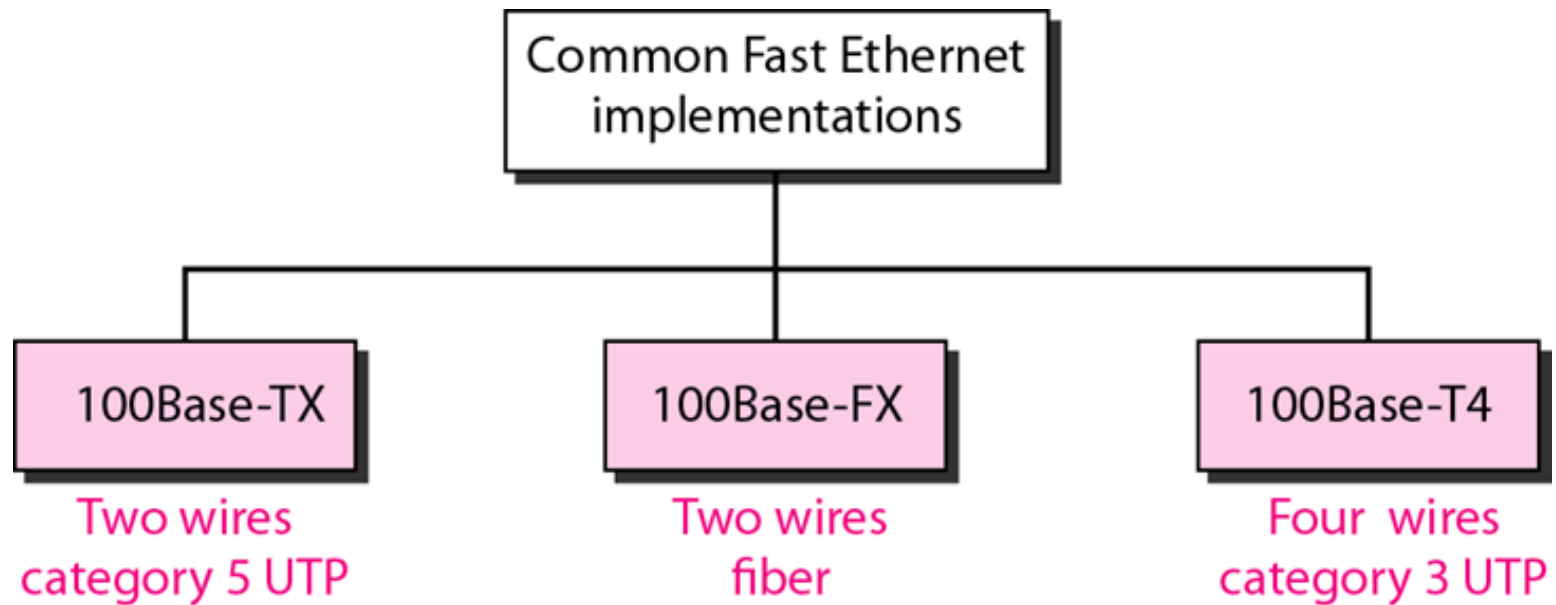 Common Fast Ethernet
implementations
100Base-TX
100Base-FX
100Base-T4
Two wires
category 5 UTP
Two wires
fiber
Four wires
category 3 UTP